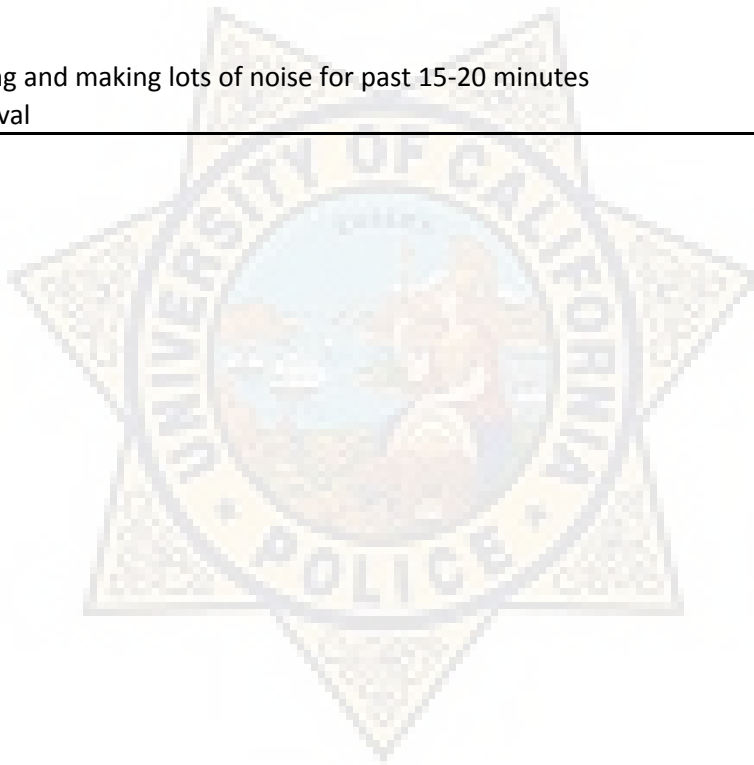 ng and making lots of noise for past 15-20 minutes
val
UNIVERSITY OF CALIFORNIA
POLICE